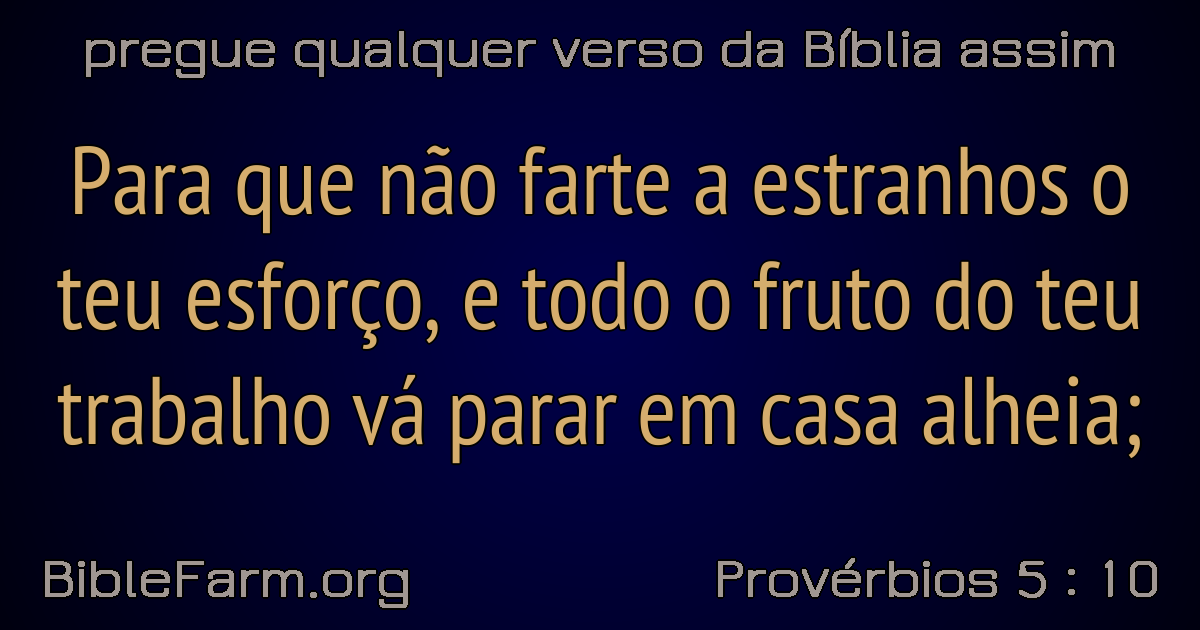 pregue qualquer verso da Bíblia assim
Para que não farte a estranhos o
teu esforço, e todo o fruto do teu
trabalho vá parar em casa alheia;
BibleFarm.org
Provérbios 5 : 10